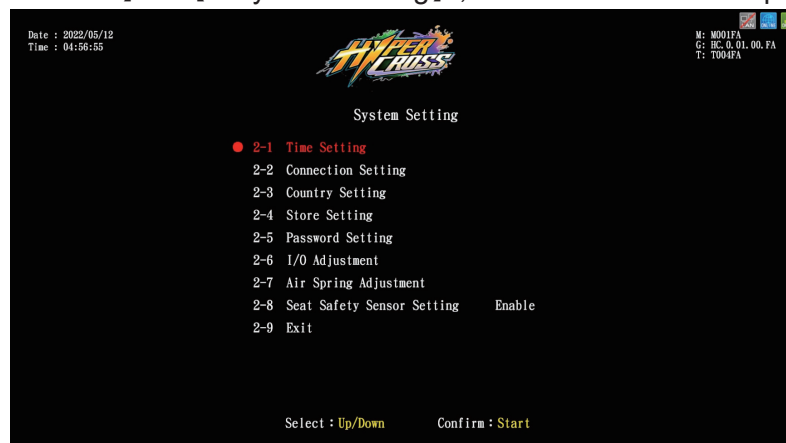 Date : 2022/05/12
Time : 04:56:55
HYPER
CROSS
M: M001FA
G: HC.0.01.00.FA
T: T004FA
System Setting
2-1 Time Setting
2-2 Connection Setting
2-3 Country Setting
2-4 Store Setting
2-5 Password Setting
2-6 I/O Adjustment
2-7 Air Spring Adjustment
2-8 Seat Safety Sensor Setting Enable
2-9 Exit
Select : Up/Down Confirm : Start